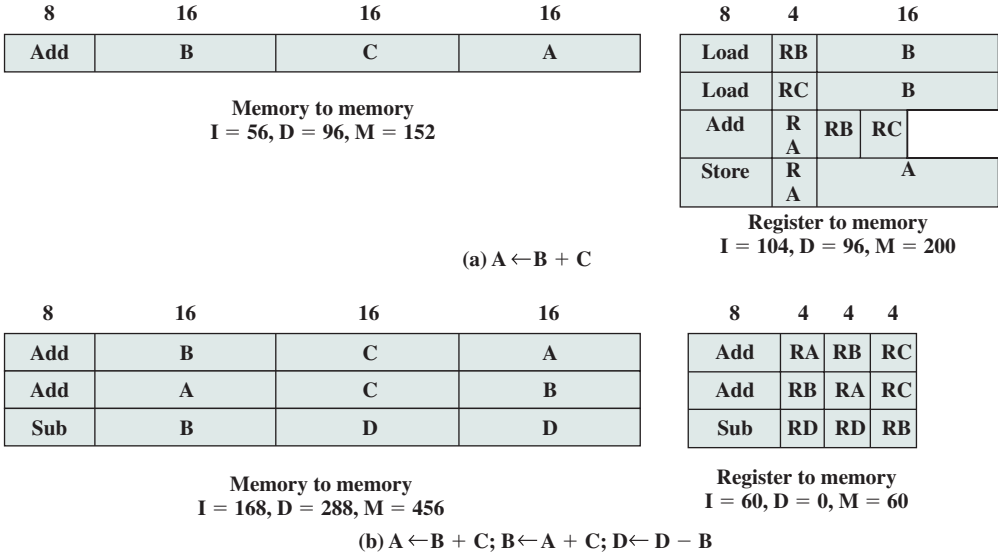 8 16 16 16
Add B C A
Memory to memory
I = 56, D = 96, M = 152
8 4 16
Load RB B
Load RC B
Add R A RB RC
Store R A A
Register to memory
I = 104, D = 96, M = 200
(a) A ← B + C
8 16 16 16
Add B C A
Add A C B
Sub B D D
Memory to memory
I = 168, D = 288, M = 456
8 4 4 4
Add RA RB RC
Add RB RA RC
Sub RD RD RB
Register to memory
I = 60, D = 0, M = 60
(b) A ← B + C; B ← A + C; D ← D − B